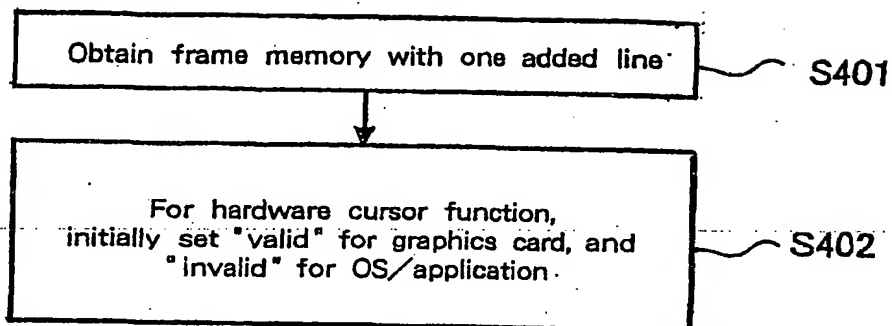 Obtain frame memory with one added line
S401
For hardware cursor function,
initially set "valid" for graphics card, and
"invalid" for OS/application.
S402